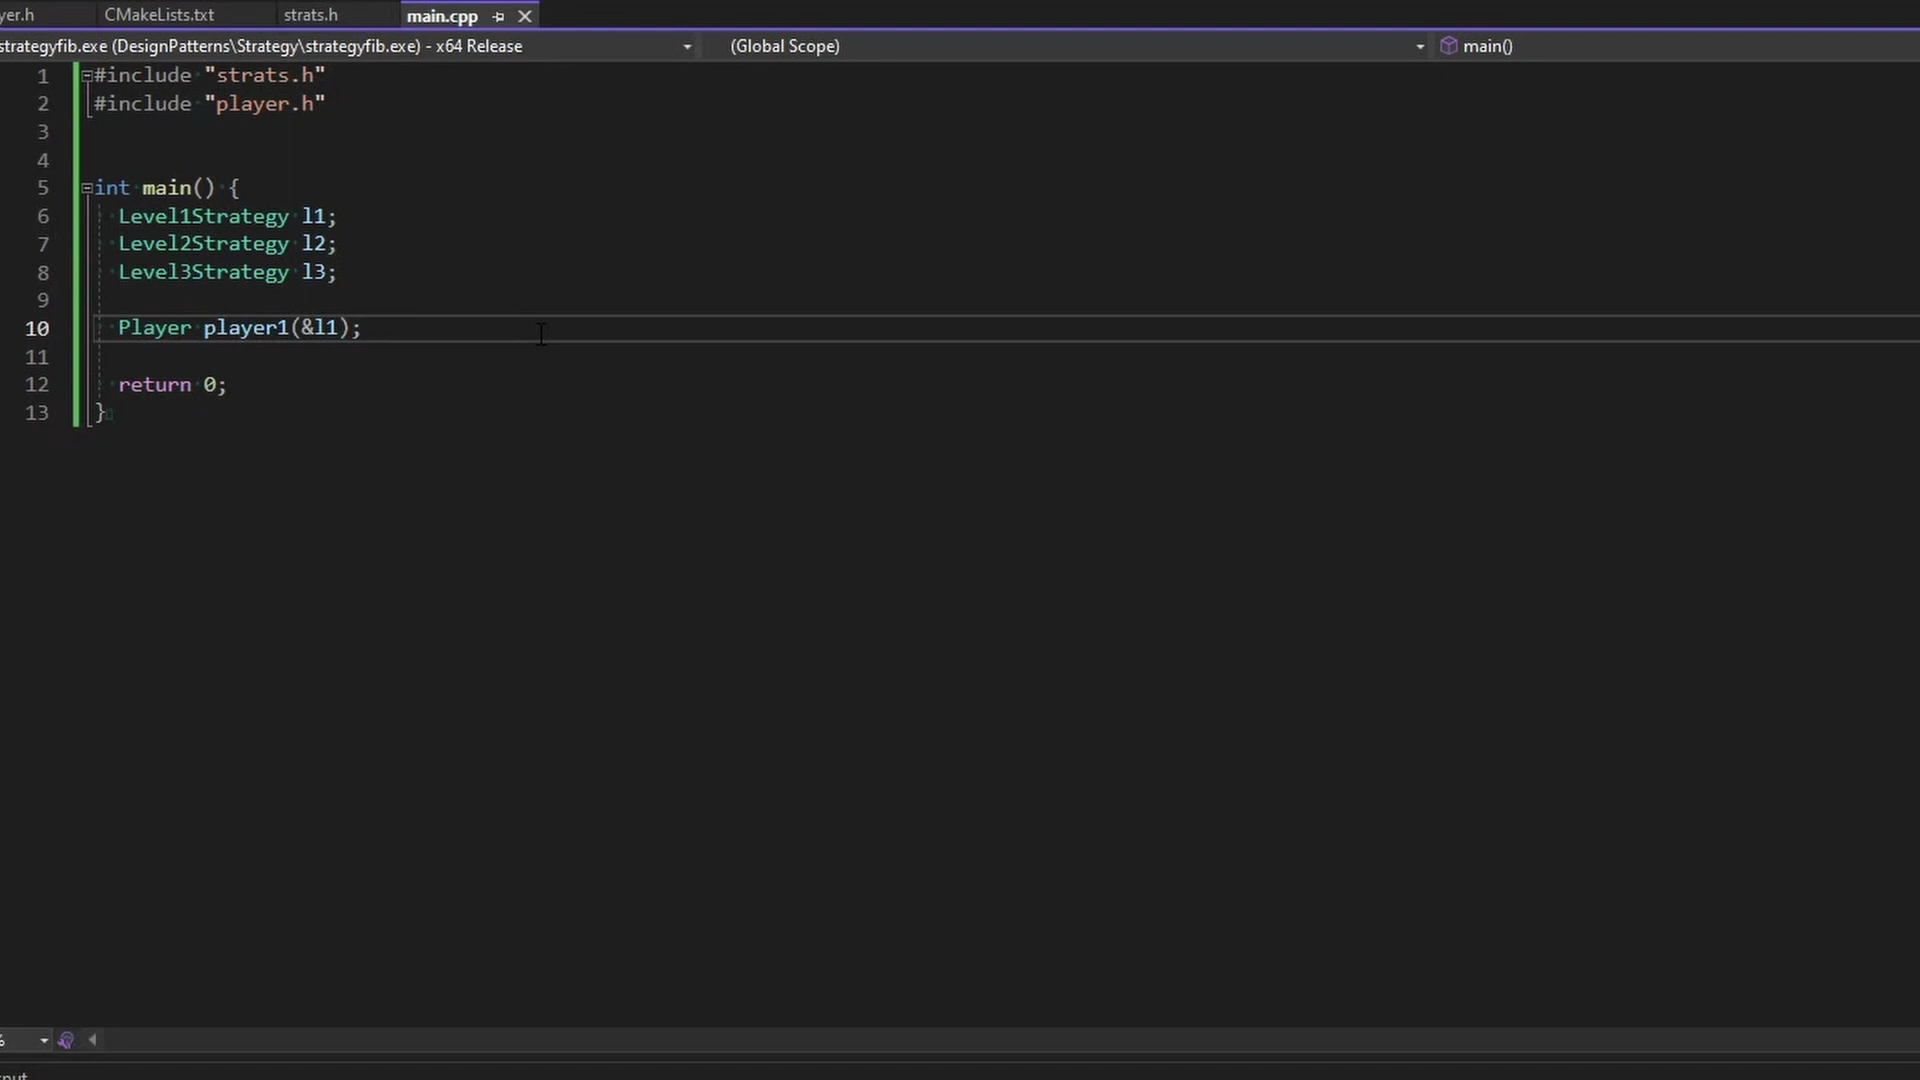 yer.h CMakeLists.txt strats.h main.cpp
strategyfib.exe (DesignPatterns\Strategy\strategyfib.exe) - x64 Release (Global Scope) main()
1 #include "strats.h"
2 #include "player.h"
3
4
5 int main() {
6 Level1Strategy l1;
7 Level2Strategy l2;
8 Level3Strategy l3;
9
10 Player player1(&l1);
11
12 return 0;
13 }
%